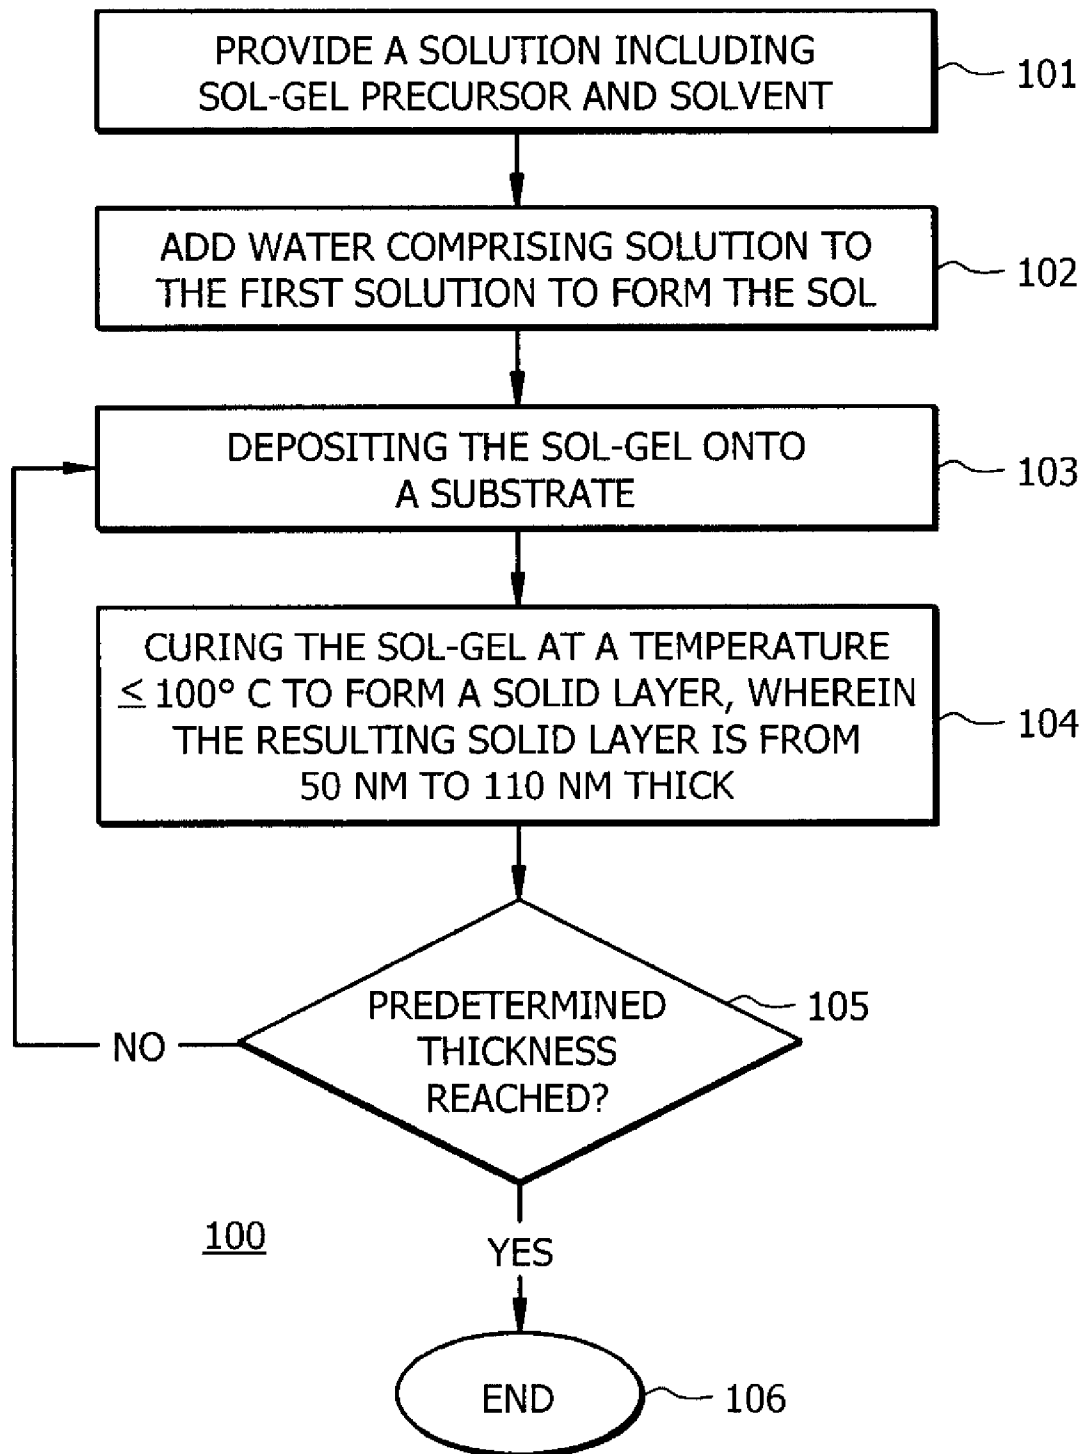 PROVIDE A SOLUTION INCLUDING
SOL-GEL PRECURSOR AND SOLVENT
101
ADD WATER COMPRISING SOLUTION TO
THE FIRST SOLUTION TO FORM THE SOL
102
DEPOSITING THE SOL-GEL ONTO
A SUBSTRATE
103
CURING THE SOL-GEL AT A TEMPERATURE
≤ 100° C TO FORM A SOLID LAYER, WHEREIN
THE RESULTING SOLID LAYER IS FROM
50 NM TO 110 NM THICK
104
PREDETERMINED
THICKNESS
REACHED?
105
NO
100
YES
END
106